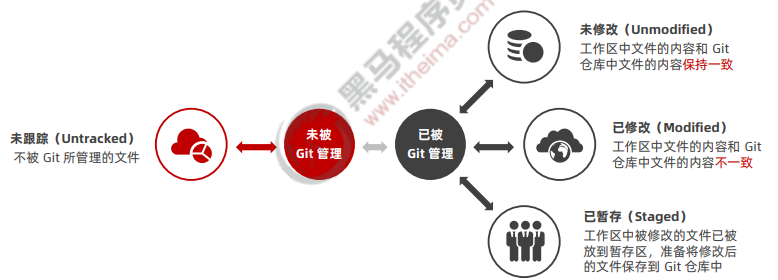 未跟踪（Untracked）
不被 Git 所管理的文件
未被
Git 管理
已被
Git 管理
未修改（Unmodified）
工作区中文件的内容和 Git
仓库中文件的内容保持一致
已修改（Modified）
工作区中文件的内容和 Git
仓库中文件的内容不一致
已暂存（Staged）
工作区中被修改的文件已被
放到暂存区，准备将修改后
的文件保存到 Git 仓库中
黑马程序员
www.itheima.com